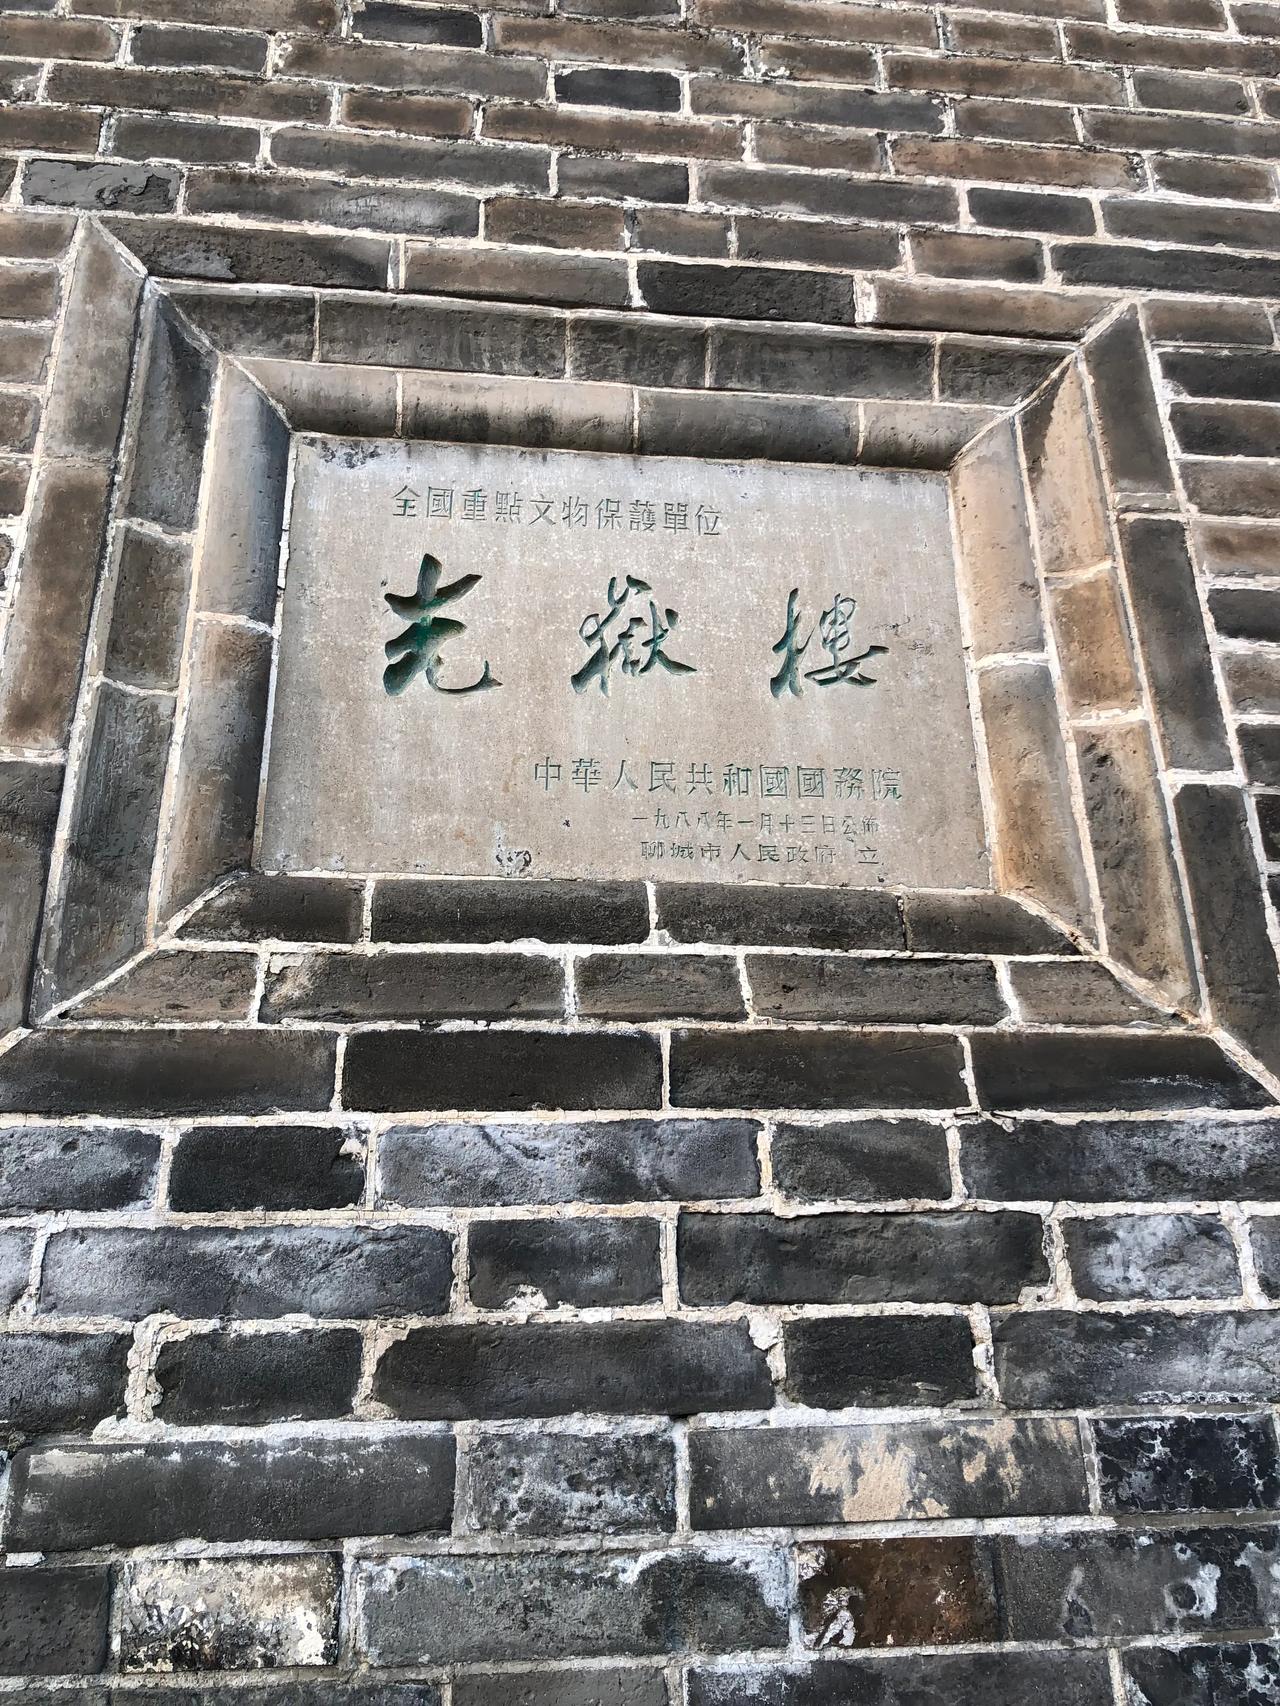 全國重點文物保護單位
光嶽樓
中華人民共和國國務院
一九八八年一月十三日公佈
聊城市人民政府 立